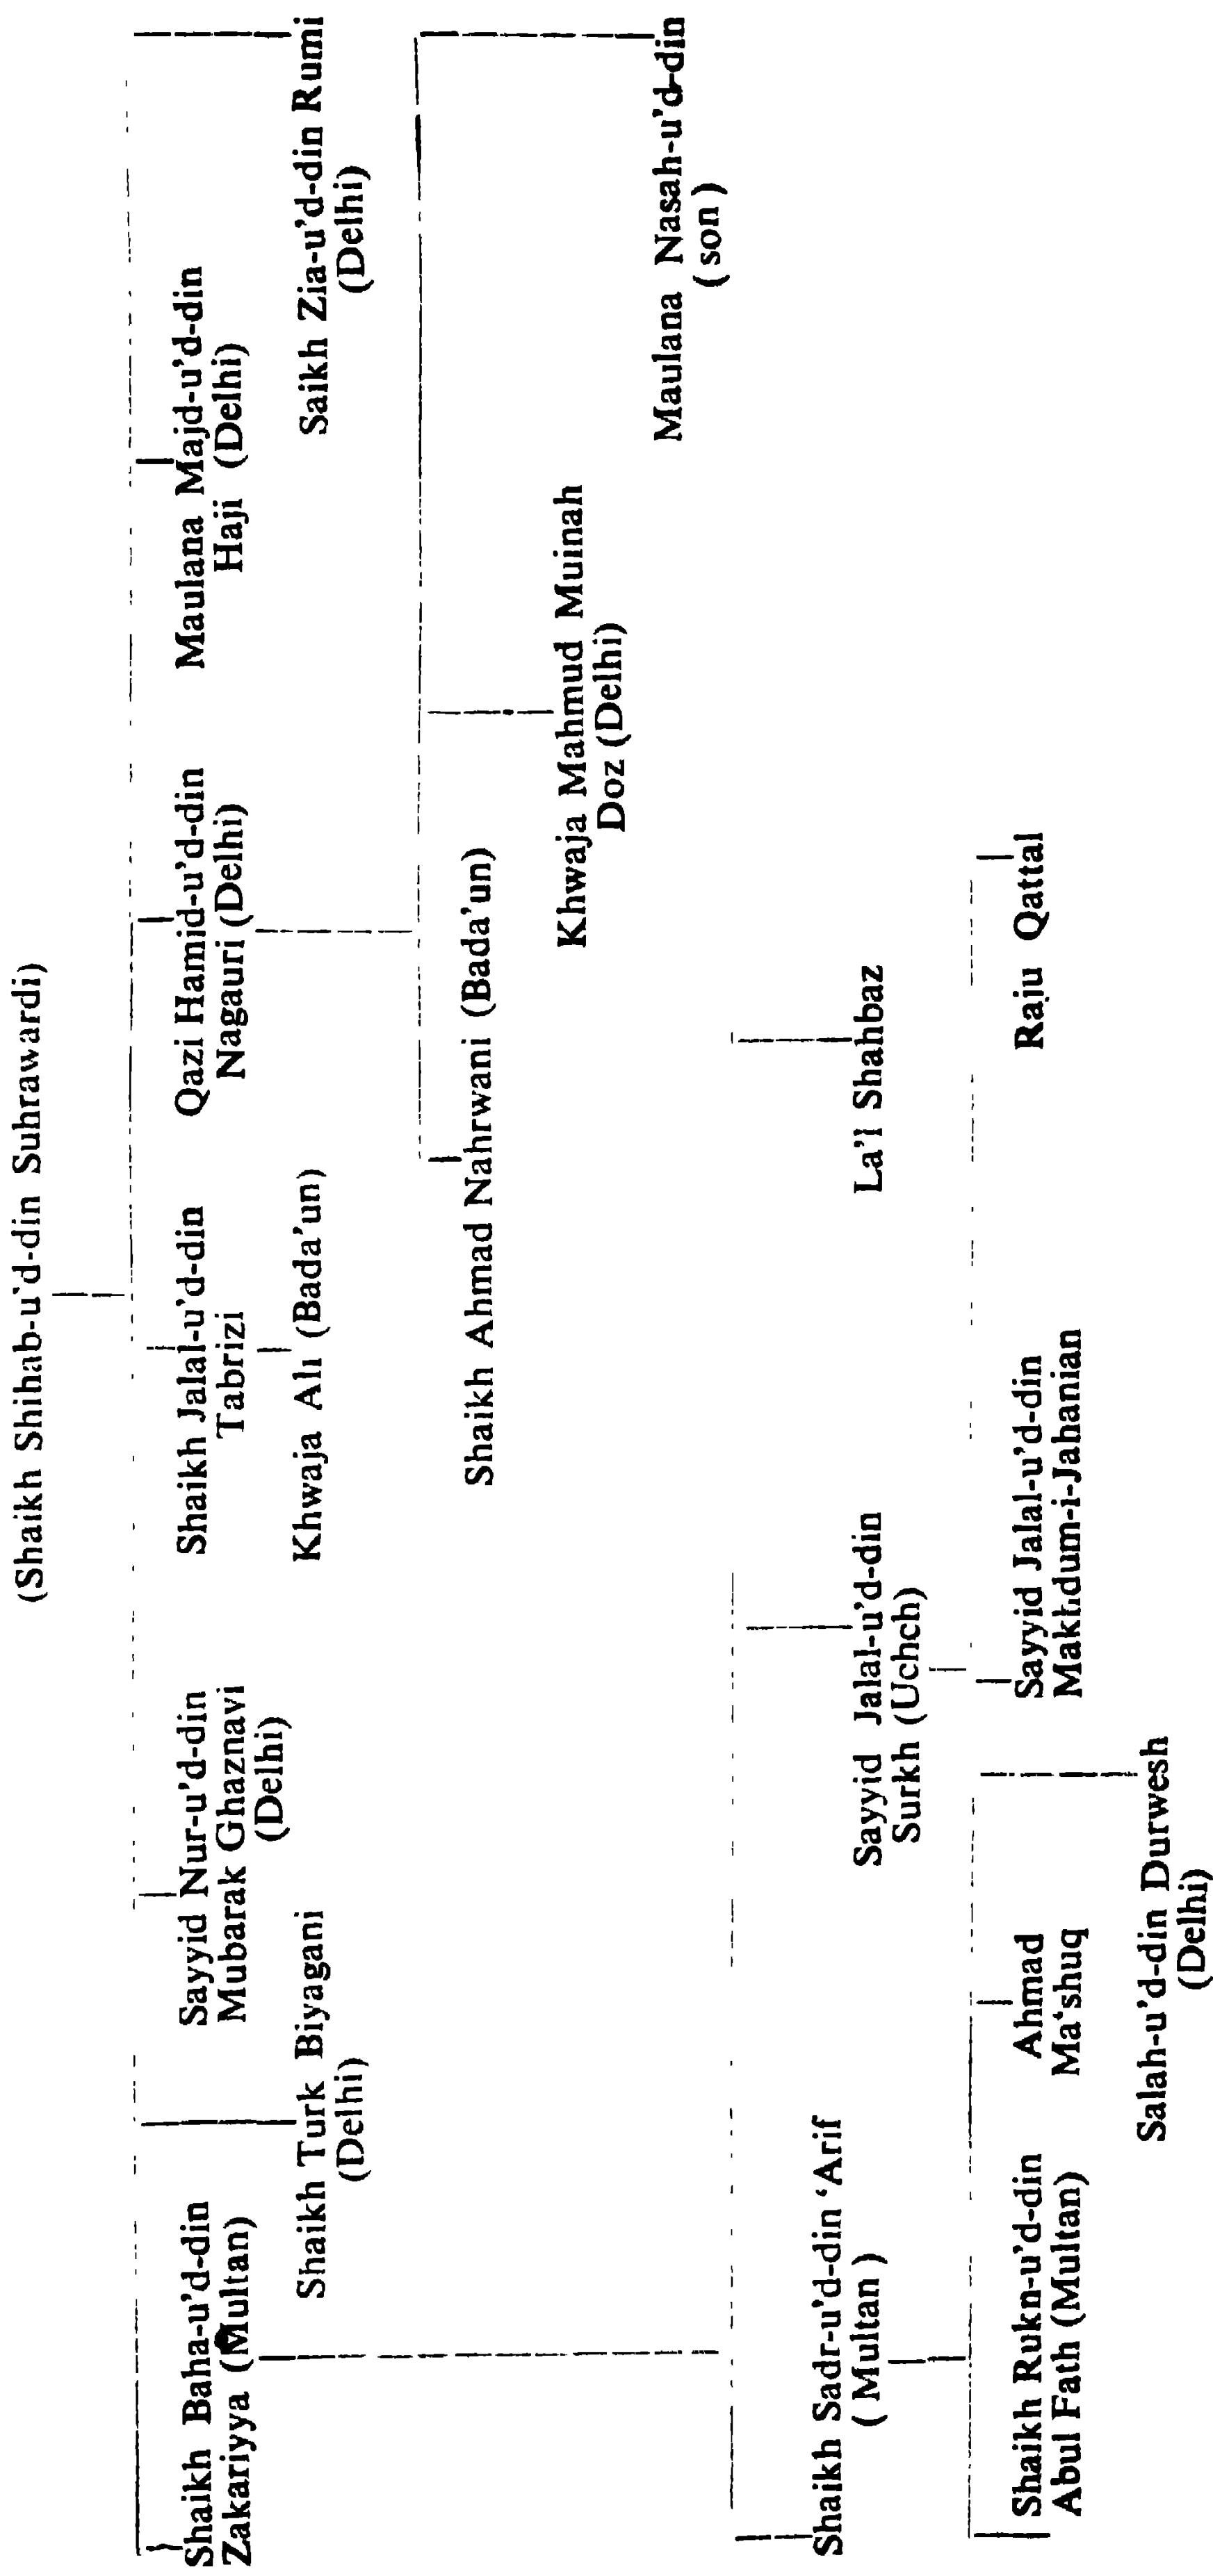 (Shaikh Shihab-u'd-din Suhrawardi)
Shaikh Baha-u'd-din
Zakariyya (Multan)
Shaikh Turk Biyagani
(Delhi)
Sayyid Nur-u'd-din
Mubarak Ghaznavi
(Delhi)
Shaikh Jalal-u'd-din
Tabrizi
Khwaja Ali (Bada'un)
Qazi Hamid-u'd-din
Nagauri (Delhi)
Maulana Majd-u'd-din
Haji (Delhi)
Saikh Zia-u'd-din Rumi
(Delhi)
Shaikh Ahmad Nahrwani (Bada'un)
Khwaja Mahmud Muinah
Doz (Delhi)
Maulana Nasah-u'd-din
(son)
Shaikh Sadr-u'd-din ‘Arif
(Multan)
Sayyid Jalal-u'd-din
Surkh (Uchch)
La'l Shahbaz
Shaikh Rukn-u'd-din
Abul Fath (Multan)
Ahmad
Ma‘shuq
Salah-u'd-din Durwesh
(Delhi)
Sayyid Jalal-u'd-din
Makhdum-i-Jahanian
Raju Qattal